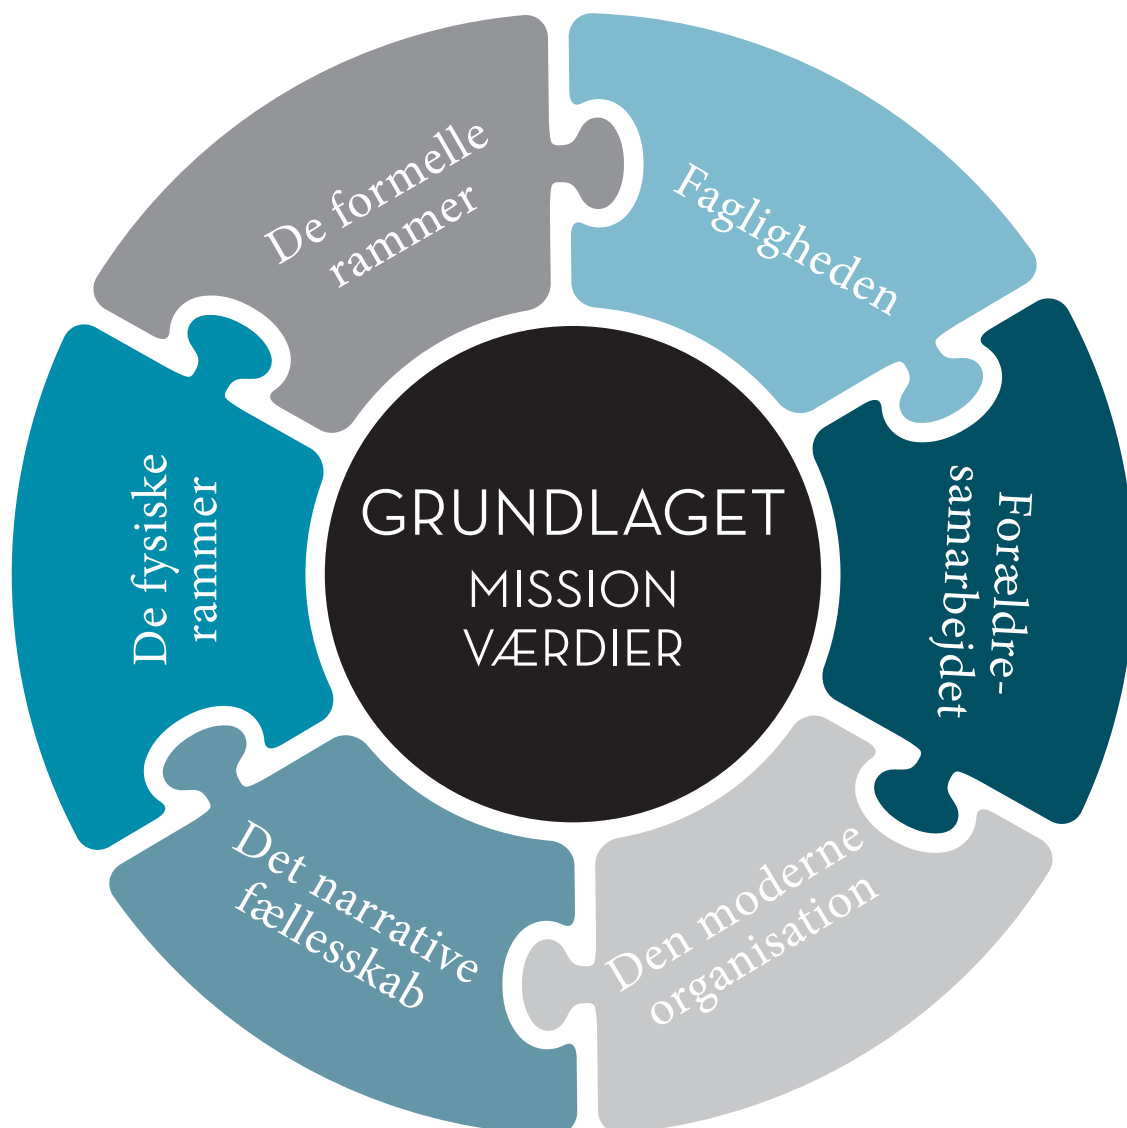 De formelle
rammer
Fagligheden
Forældre-
samarbejdet
Den moderne
organisation
Det narrative
fællesskab
De fysiske
rammer
GRUNDLAGET
MISSION
VÆRDIER